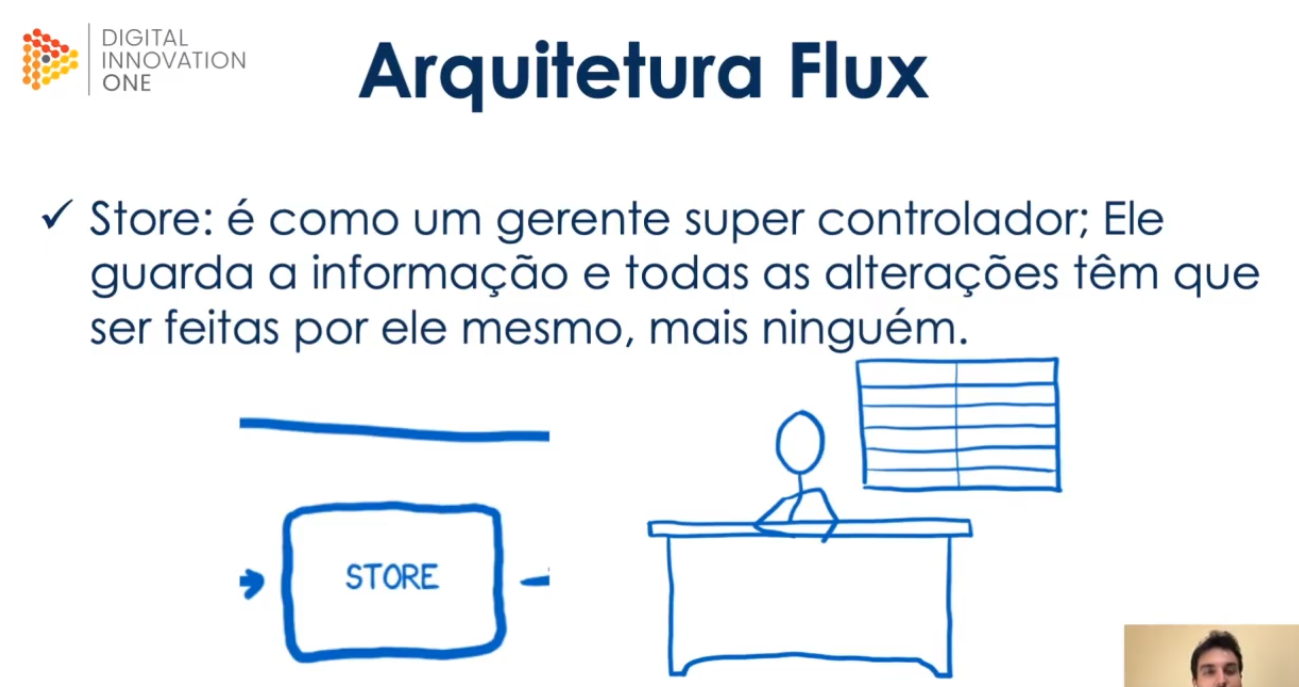 DIGITAL
INNOVATION
ONE
Arquitetura Flux
✓ Store: é como um gerente super controlador; Ele
guarda a informação e todas as alterações têm que
ser feitas por ele mesmo, mais ninguém.
STORE